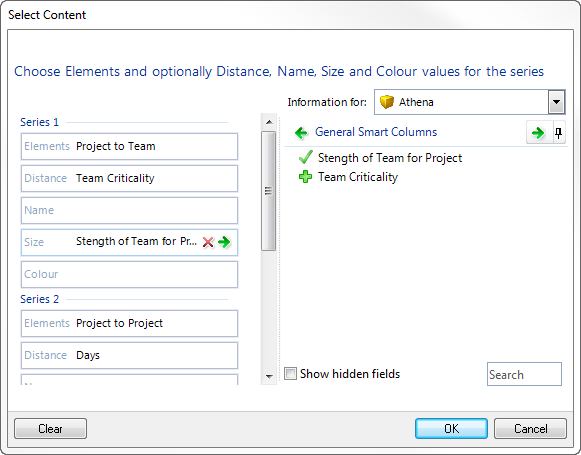 Select Content
Choose Elements and optionally Distance, Name, Size and Colour values for the series
Information for: Athena
Series 1
Elements Project to Team
Distance Team Criticality
Name
Size Stength of Team for Pr...
Colour
Series 2
Elements Project to Project
Distance Days
General Smart Columns
Stength of Team for Project
Team Criticality
Show hidden fields
Search
Clear
OK
Cancel